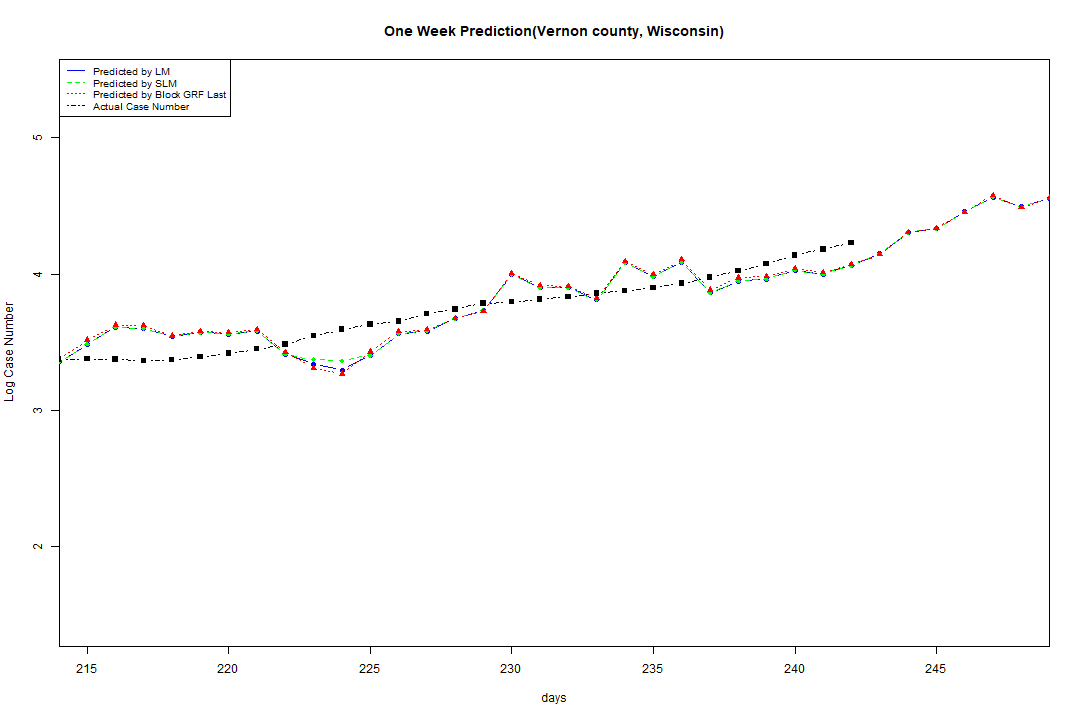 One Week Prediction(Vernon county, Wisconsin)
Predicted by LM
Predicted by SLM
Predicted by Block GRF Last
Actual Case Number
5
4
3
2
Log Case Number
215 220 225 230 235 240 245
days